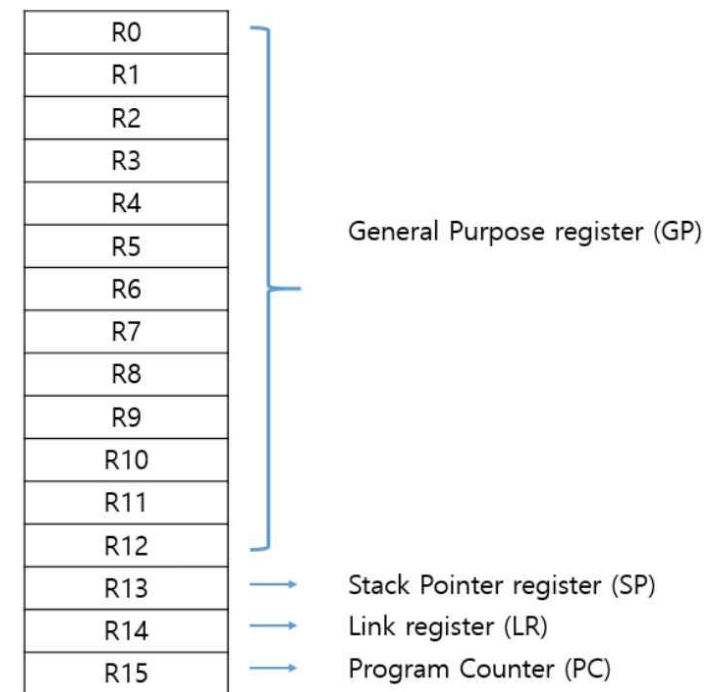 R0
R1
R2
R3
R4
General Purpose register (GP)
R5
R6
R7
R8
R9
R10
R11
R12
R13
Stack Pointer register (SP)
R14
Link register (LR)
R15
Program Counter (PC)